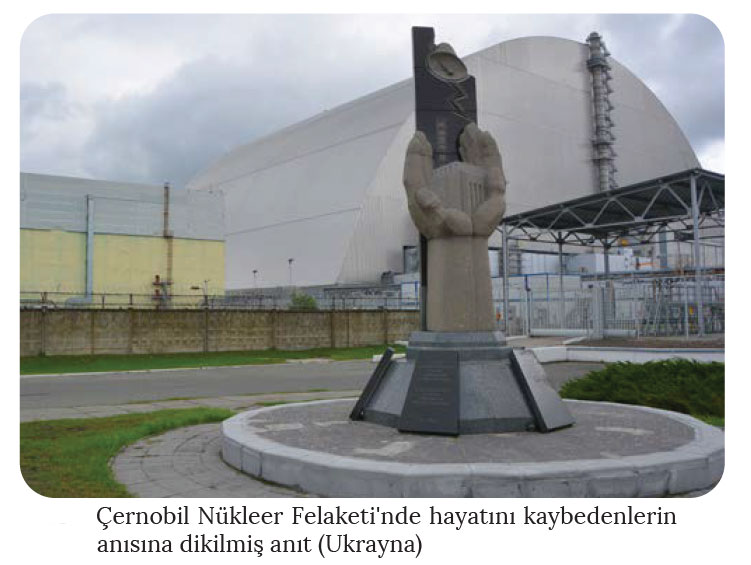 Çernobil Nükleer Felaketi'nde hayatını kaybedenlerin
anısına dikilmiş anıt (Ukrayna)